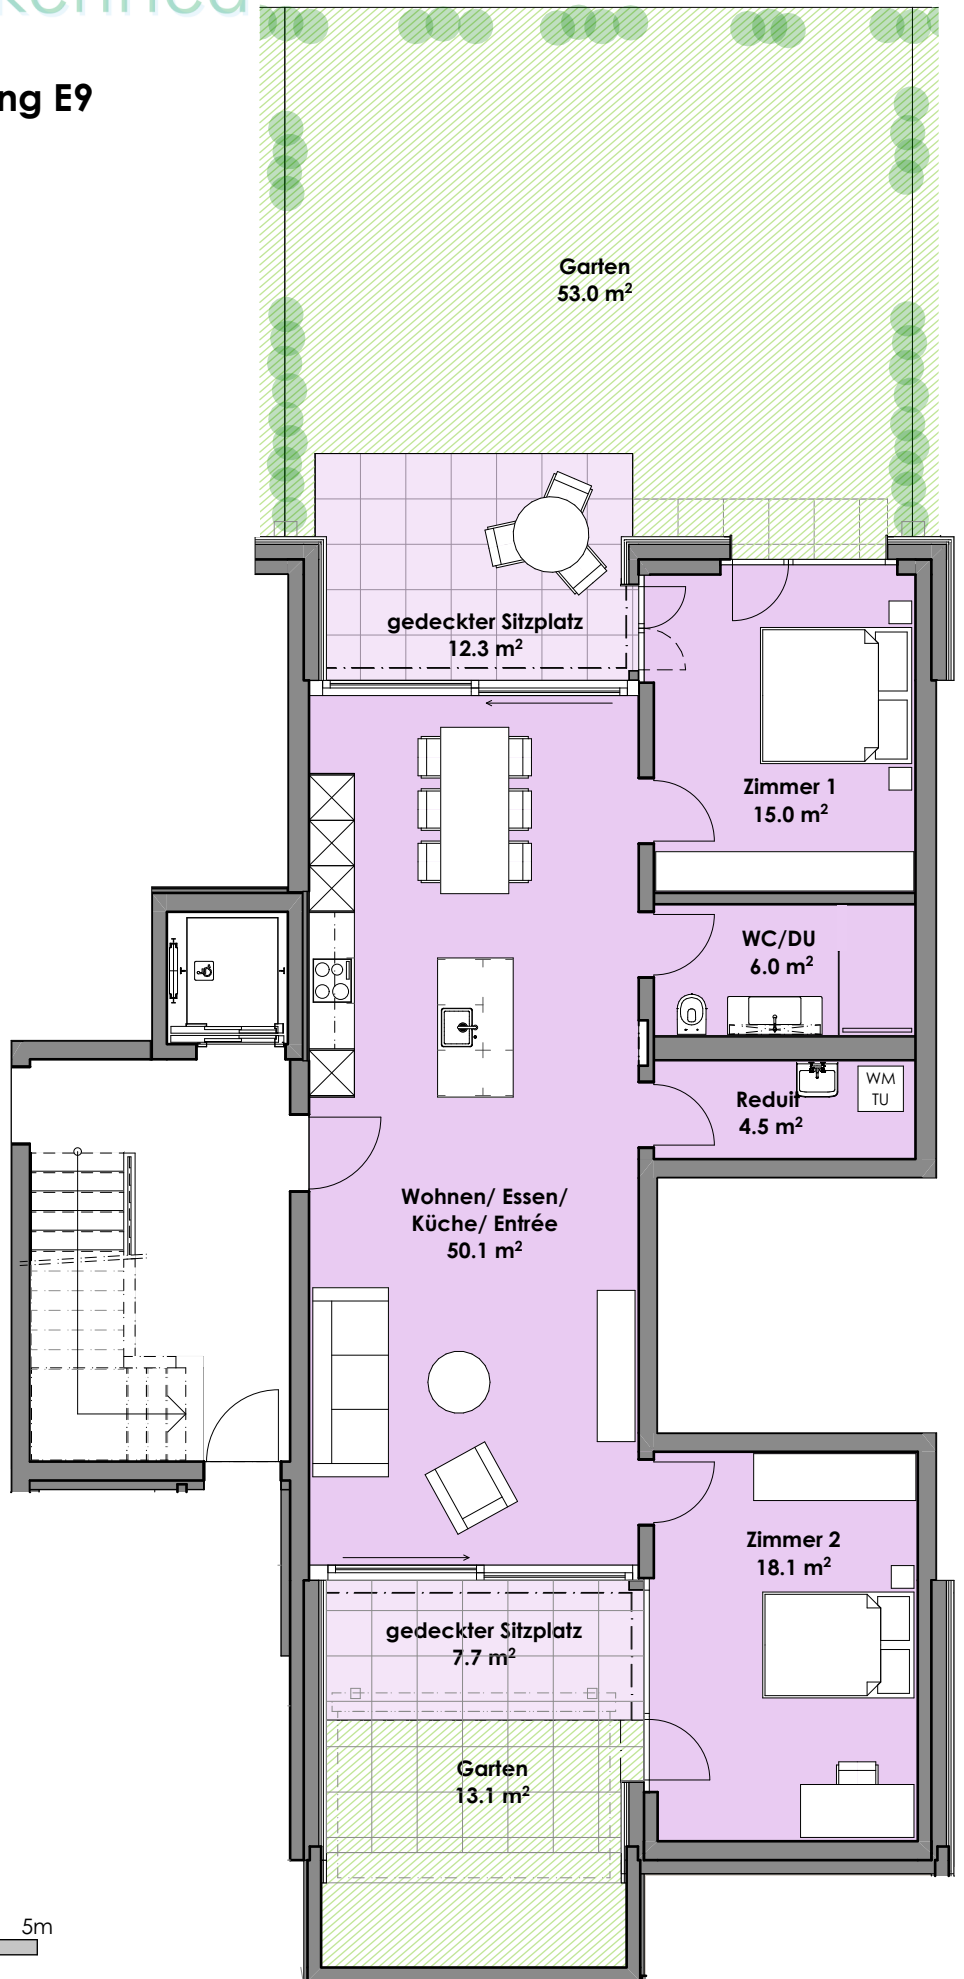 ng E9
Garten
53.0 m²
gedeckter Sitzplatz
12.3 m²
Zimmer 1
15.0 m²
WC/DU
6.0 m²
Reduit
4.5 m²
WM
TU
Wohnen/ Essen/
Küche/ Entrée
50.1 m²
Zimmer 2
18.1 m²
gedeckter Sitzplatz
7.7 m²
Garten
13.1 m²
5m